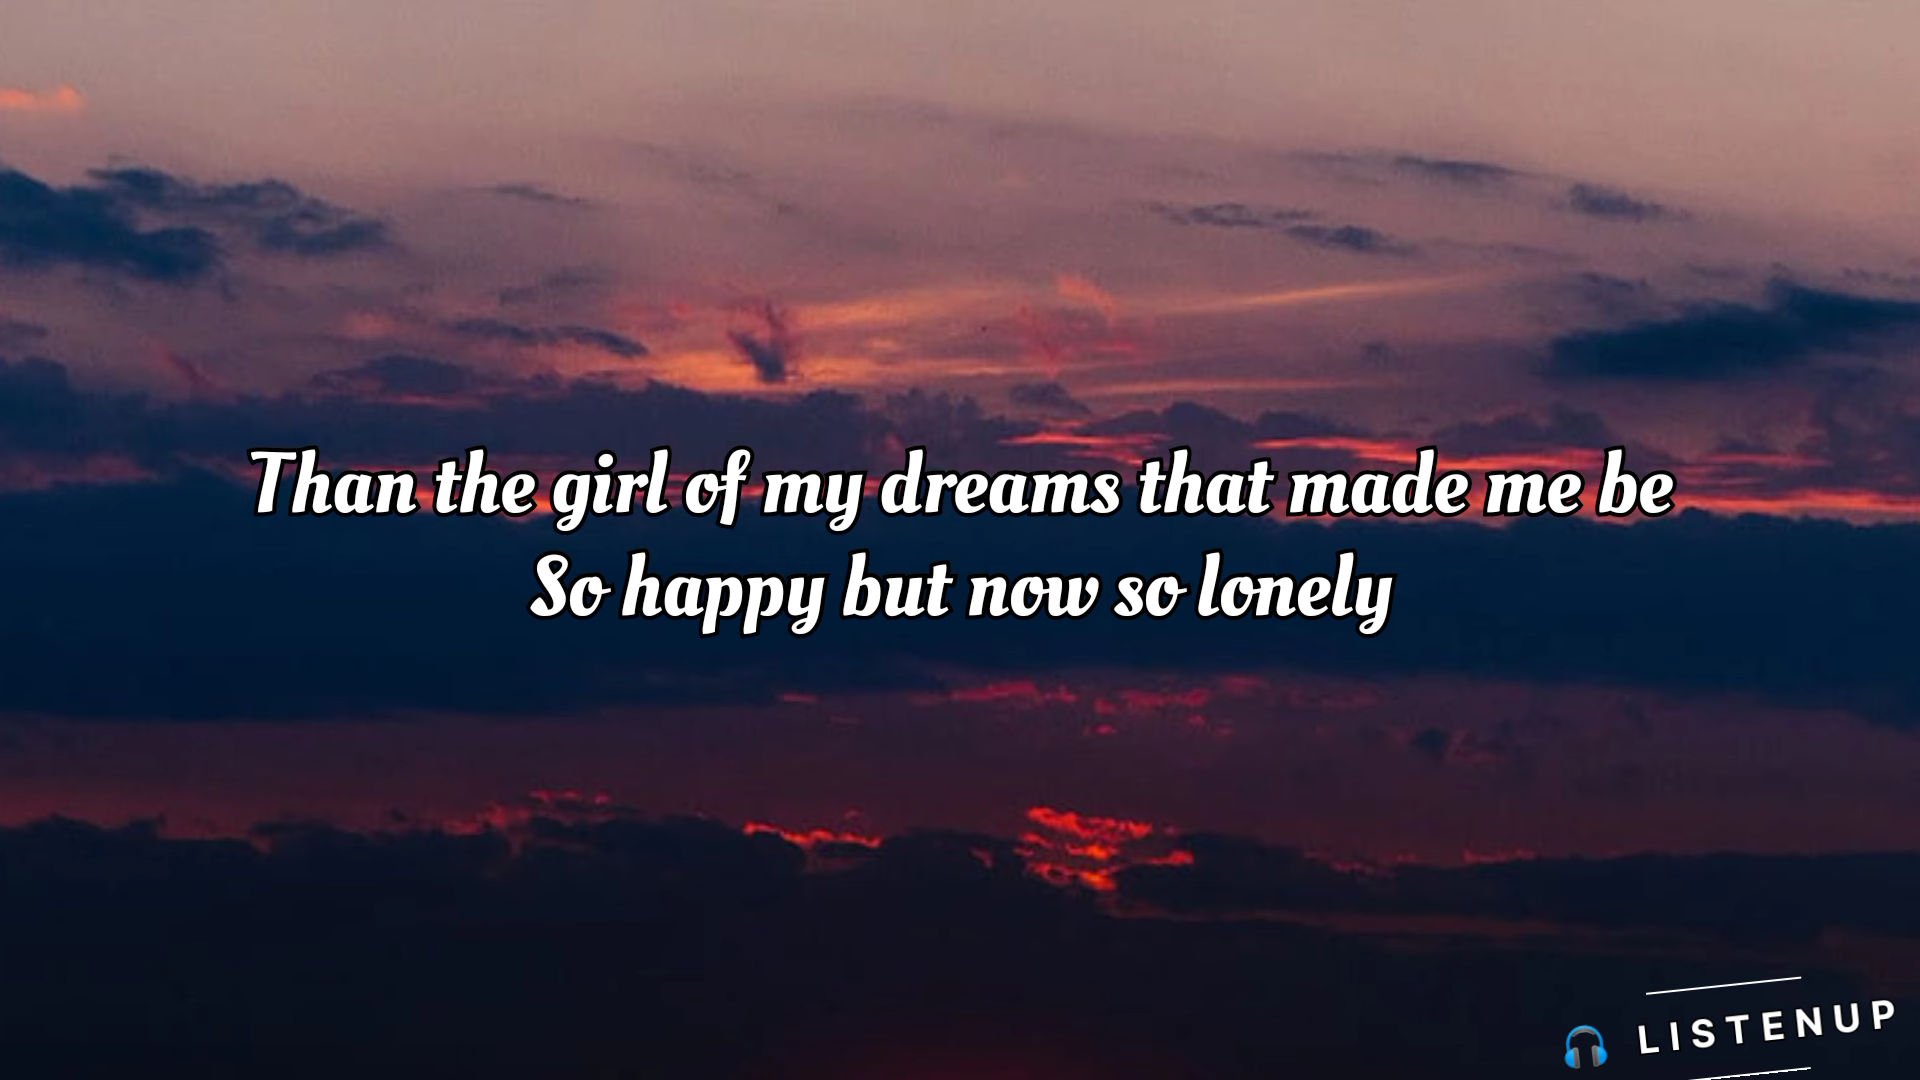 Than the girl of my dreams that made me be
So happy but now so lonely
LISTENUP